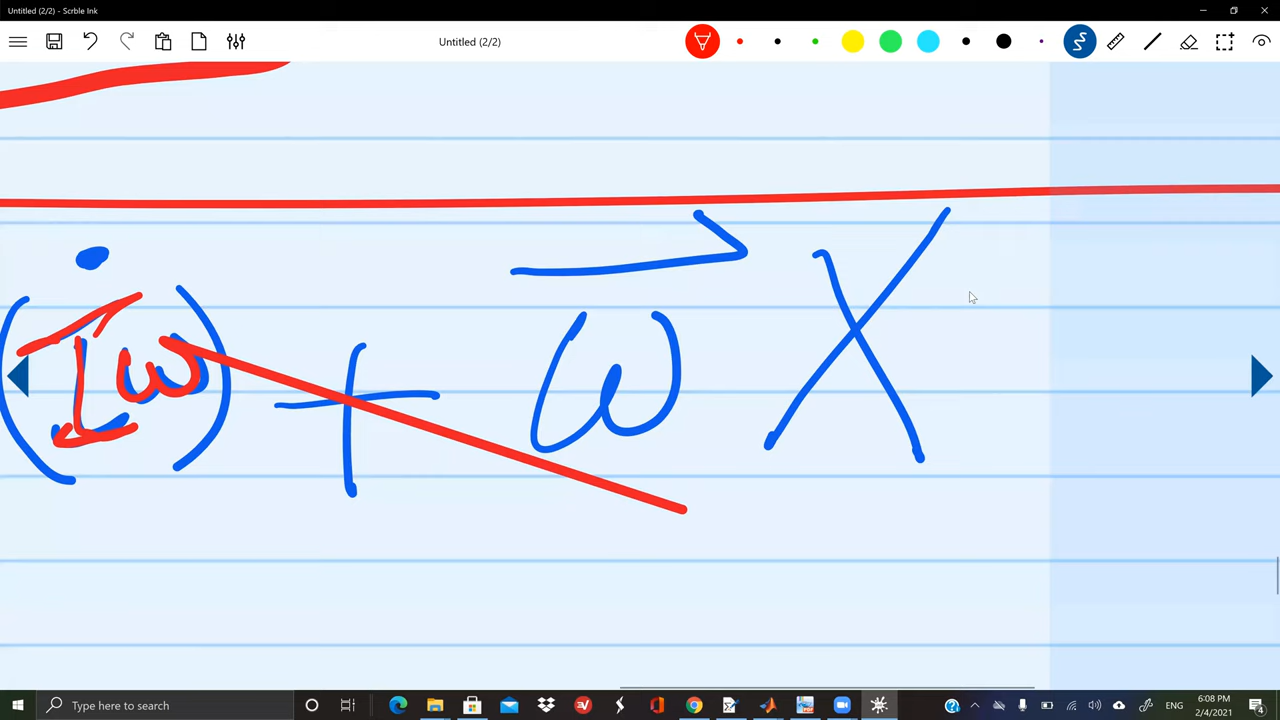 Untitled (2/2) - Scrble Ink
Untitled (2/2)
(Iω) + ω X
Type here to search
6:08 PM
ENG
2/4/2021
4